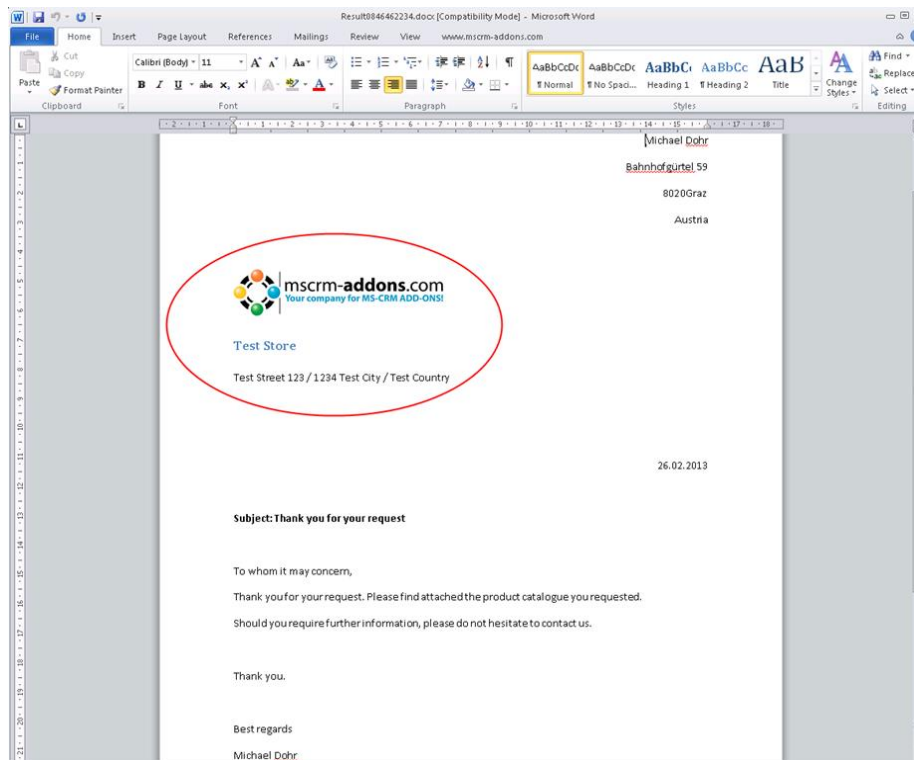 Result8846462234.docx [Compatibility Mode] - Microsoft Word
File Home Insert Page Layout References Mailings Review View www.mscrm-addons.com
Paste
Cut
Copy
Format Painter
Clipboard
Calibri (Body) 11
Font
Paragraph
AaBbCcDc ¶ Normal
AaBbCcDc ¶ No Spaci...
AaBbC Heading 1
AaBbCc Heading 2
AaB Title
Change Styles
Styles
Find
Replace
Select
Editing
Michael Dohr
Bahnhofgürtel 59
8020Graz
Austria
mscrm-addons.com
Your company for MS-CRM ADD-ONS!
Test Store
Test Street 123 / 1234 Test City / Test Country
26.02.2013
Subject: Thank you for your request
To whom it may concern,
Thank you for your request. Please find attached the product catalogue you requested.
Should you require further information, please do not hesitate to contact us.
Thank you.
Best regards
Michael Dohr